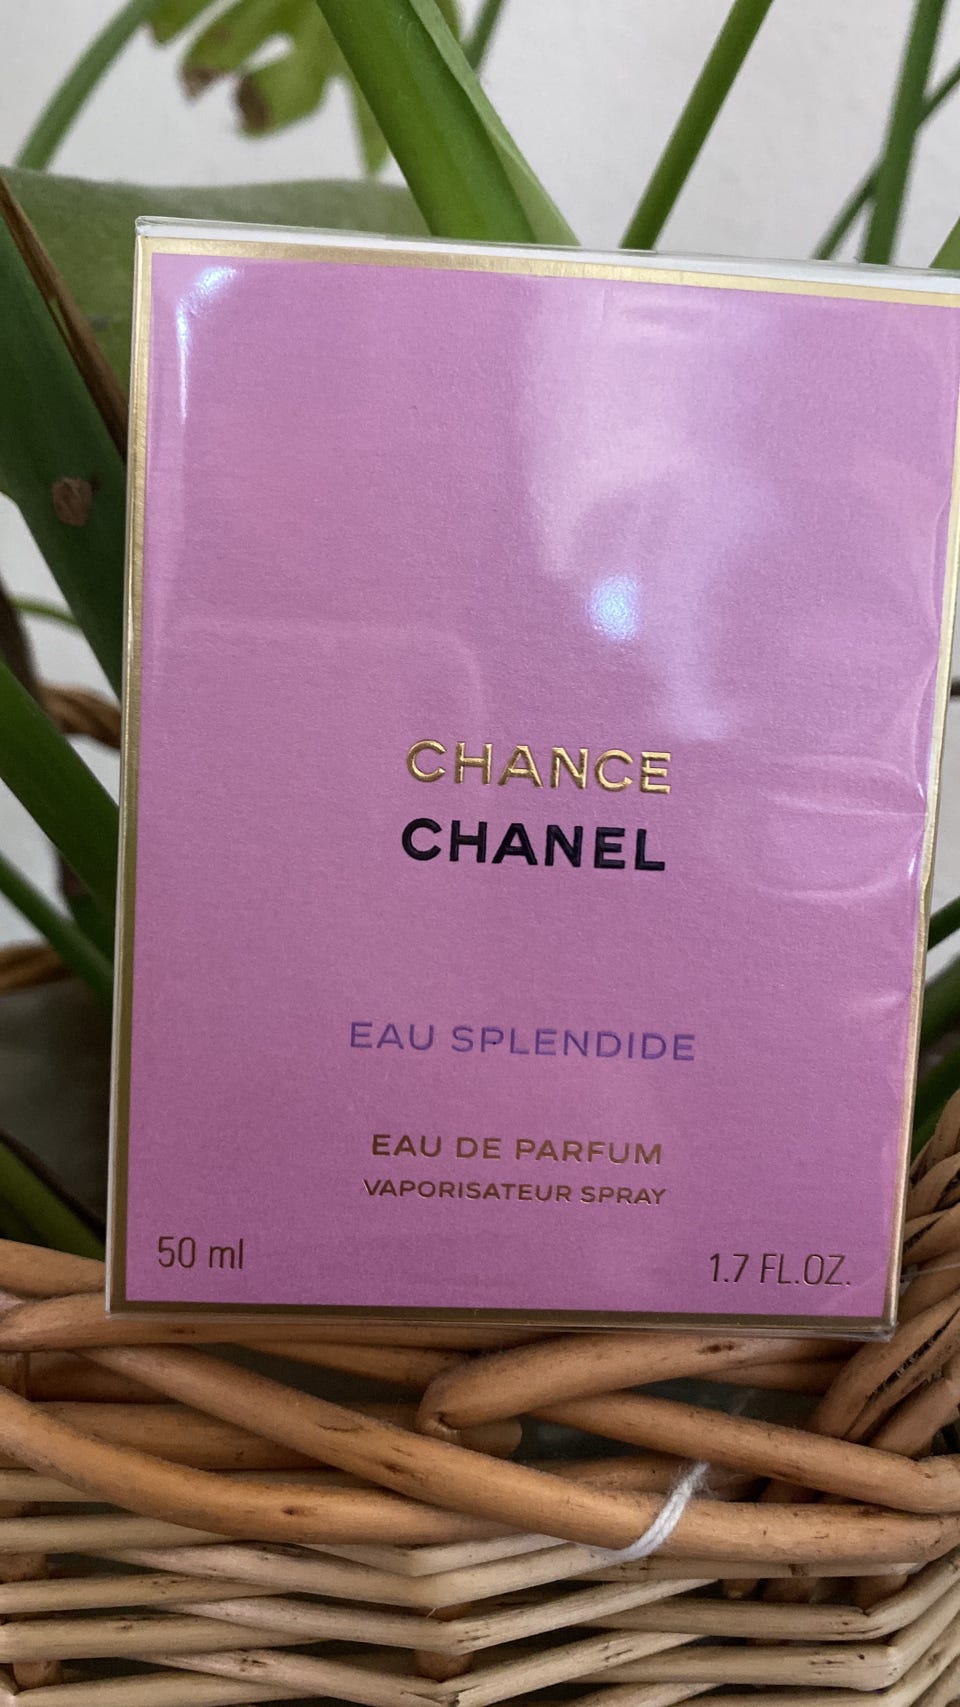 CHANCE
CHANEL
EAU SPLENDIDE
EAU DE PARFUM
VAPORISATEUR SPRAY
50 ml 1.7 FL.OZ.